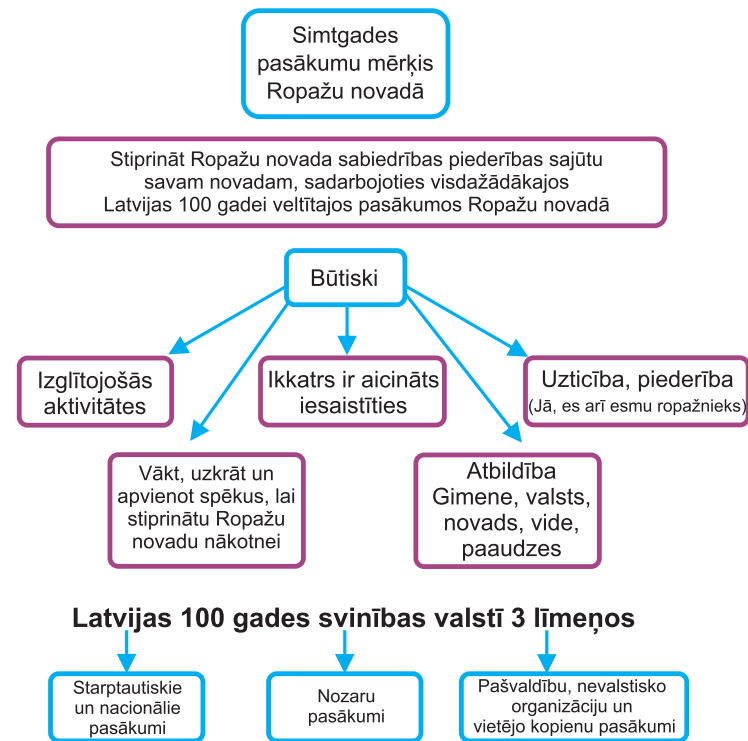 Simtgades
pasākumu mērķis
Ropažu novadā
Stiprināt Ropažu novada sabiedrības piederības sajūtu
savam novadam, sadarbojoties visdažādākajos
Latvijas 100 gadei veltītajos pasākumos Ropažu novadā
Būtiski
Izglītojošās
aktivitātes
Ikkatrs ir aicināts
iesaistīties
Uzticība, piederība
(Jā, es arī esmu ropažnieks)
Vākt, uzkrāt un
apvienot spēkus, lai
stiprinātu Ropažu
novadu nākotnei
Atbildība
Gimene, valsts,
novads, vide,
paaudzes
Latvijas 100 gades svinības valstī 3 līmeņos
Starptautiskie
un nacionālie
pasākumi
Nozaru
pasākumi
Pašvaldību, nevalstisko
organizāciju un
vietējo kopienu pasākumi